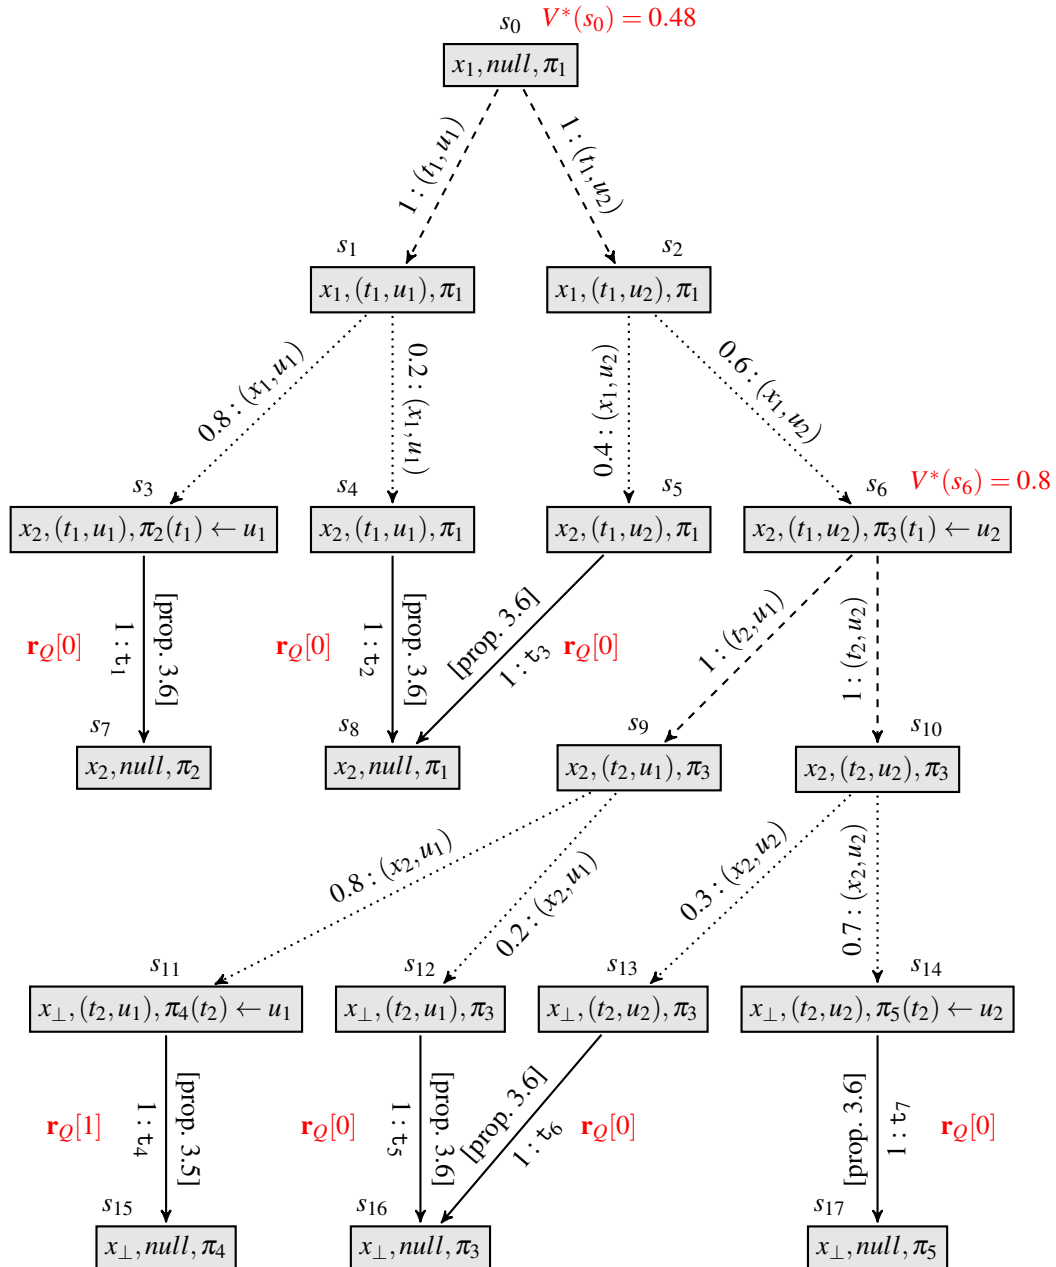 s₀ V*(s₀) = 0.48
x₁, null, π₁
1 : (t₁, u₁)
1 : (t₁, u₂)
s₁
s₂
x₁, (t₁, u₁), π₁
x₁, (t₁, u₂), π₁
0.8 : (x₁, u₁)
0.2 : (x₁, u₁)
0.4 : (x₁, u₂)
0.6 : (x₁, u₂)
s₃
s₄
s₅
s₆ V*(s₆) = 0.8
x₂, (t₁, u₁), π₂(t₁) ← u₁
x₂, (t₁, u₁), π₁
x₂, (t₁, u₂), π₁
x₂, (t₁, u₂), π₃(t₁) ← u₂
r_Q[0]
1 : t₁
[prop. 3.6]
r_Q[0]
1 : t₂
[prop. 3.6]
[prop. 3.6]
1 : t₃
r_Q[0]
1 : (t₂, u₁)
1 : (t₂, u₂)
s₇
s₈
s₉
s₁₀
x₂, null, π₂
x₂, null, π₁
x₂, (t₂, u₁), π₃
x₂, (t₂, u₂), π₃
0.8 : (x₂, u₁)
0.2 : (x₂, u₁)
0.3 : (x₂, u₂)
0.7 : (x₂, u₂)
s₁₁
s₁₂
s₁₃
s₁₄
x⊥, (t₂, u₁), π₄(t₂) ← u₁
x⊥, (t₂, u₁), π₃
x⊥, (t₂, u₂), π₃
x⊥, (t₂, u₂), π₅(t₂) ← u₂
r_Q[1]
1 : t₄
[prop. 3.5]
r_Q[0]
1 : t₅
[prop. 3.6]
[prop. 3.6]
1 : t₆
r_Q[0]
[prop. 3.6]
1 : t₇
r_Q[0]
s₁₅
s₁₆
s₁₇
x⊥, null, π₄
x⊥, null, π₃
x⊥, null, π₅